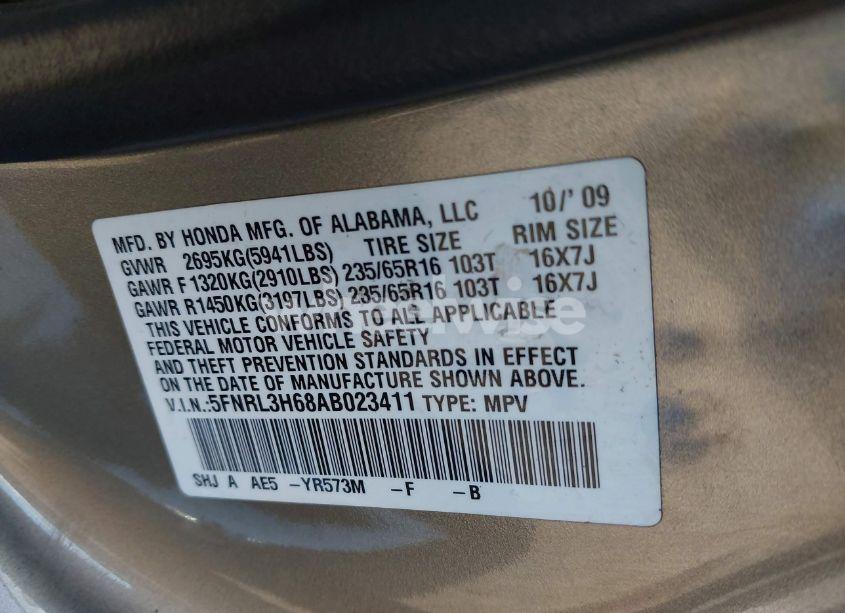 MFD. BY HONDA MFG. OF ALABAMA, LLC 10/' 09
GVWR 2695KG(5941LBS) TIRE SIZE RIM SIZE
GAWR F1320KG(2910LBS) 235/65R16 103T 16X7J
GAWR R1450KG(3197LBS) 235/65R16 103T 16X7J
THIS VEHICLE CONFORMS TO ALL APPLICABLE
FEDERAL MOTOR VEHICLE SAFETY
AND THEFT PREVENTION STANDARDS IN EFFECT
ON THE DATE OF MANUFACTURE SHOWN ABOVE.
V.I.N.:5FNRL3H68AB023411 TYPE: MPV
SHJ A AE5 -YR573M -F -B